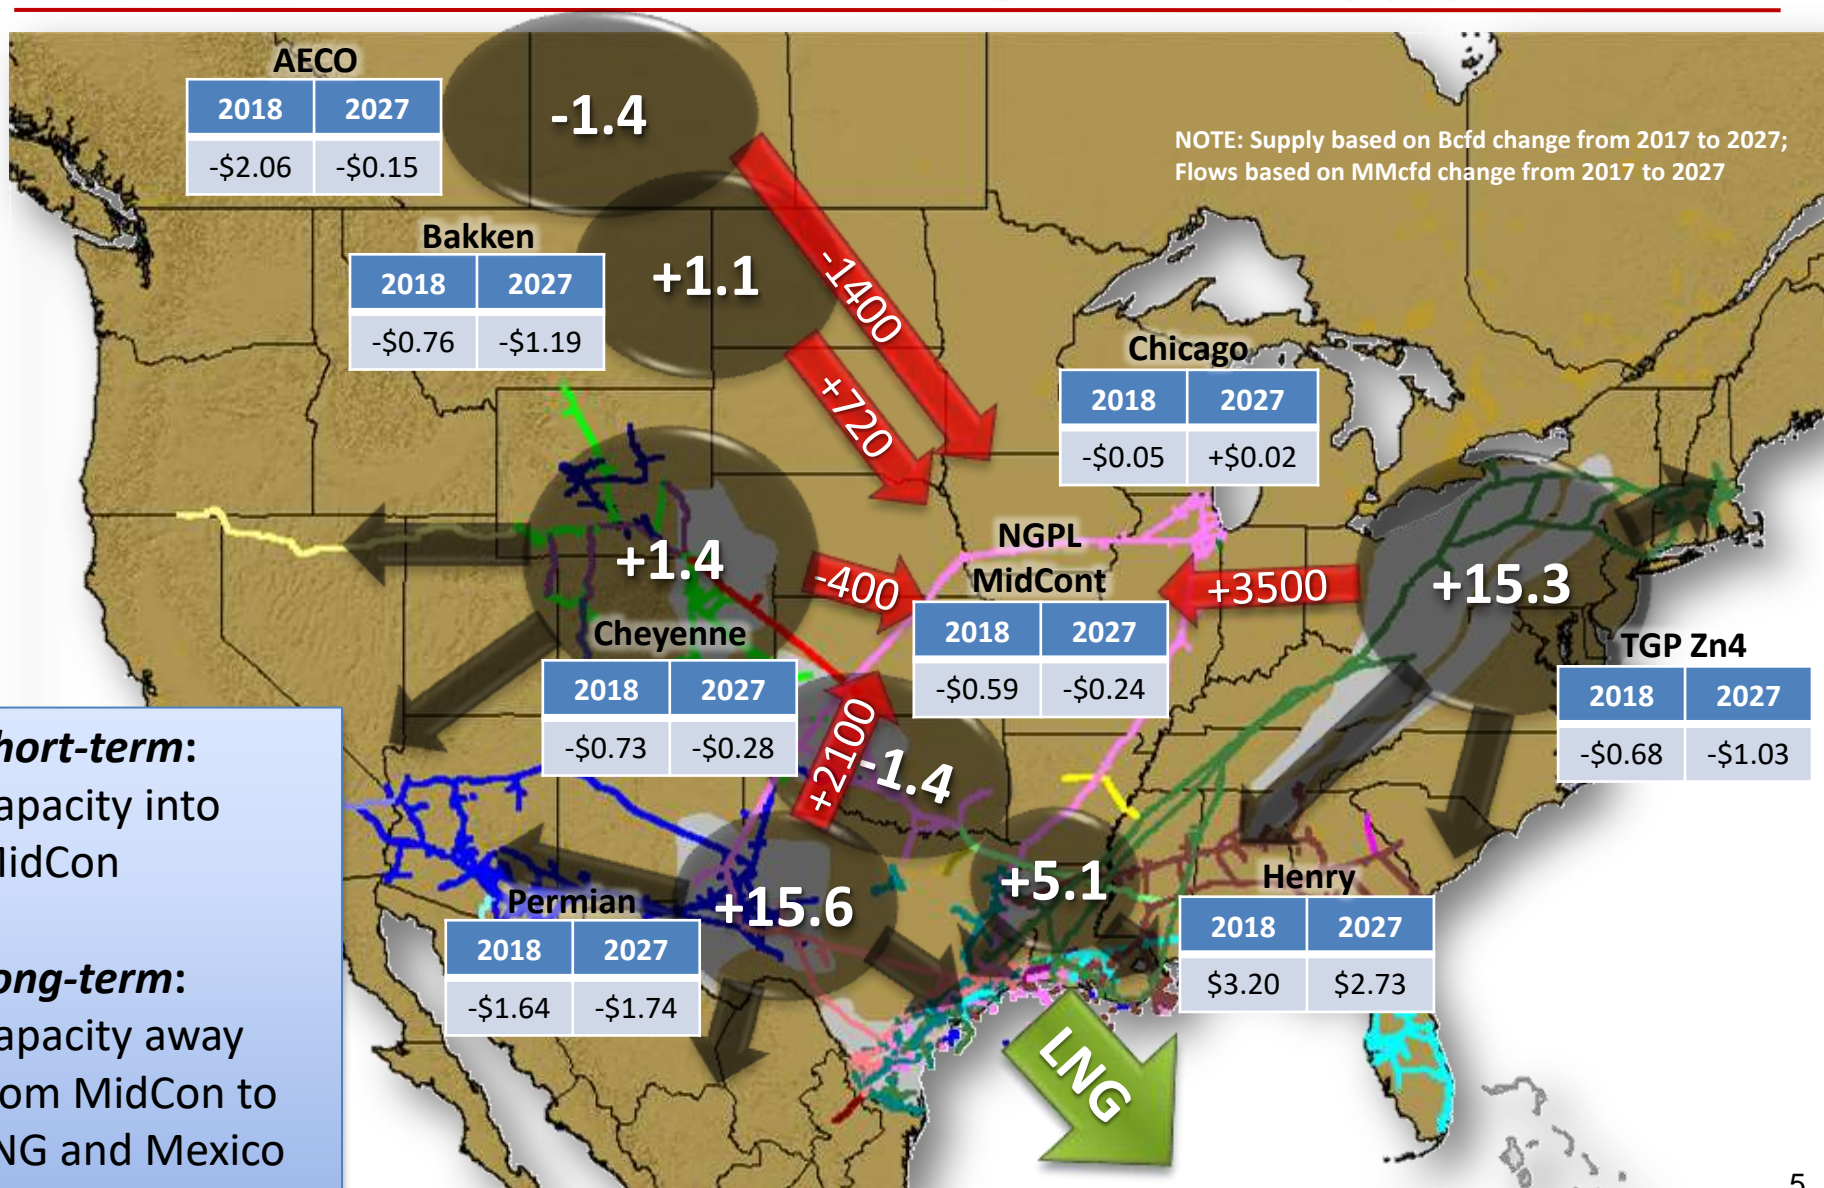 AECO
2018 2027
-$2.06 -$0.15
-1.4
NOTE: Supply based on Bcfd change from 2017 to 2027;
Flows based on MMcfd change from 2017 to 2027
Bakken
2018 2027
-$0.76 -$1.19
+1.1
-1400
+720
Chicago
2018 2027
-$0.05 +$0.02
+1.4
-400
NGPL
MidCont
2018 2027
-$0.59 -$0.24
+3500
+15.3
Cheyenne
2018 2027
-$0.73 -$0.28
TGP Zn4
2018 2027
-$0.68 -$1.03
+2100
-1.4
hort-term:
apacity into
MidCon
ong-term:
apacity away
om MidCon to
NG and Mexico
Permian
2018 2027
-$1.64 -$1.74
+15.6
+5.1
Henry
2018 2027
$3.20 $2.73
LNG
5